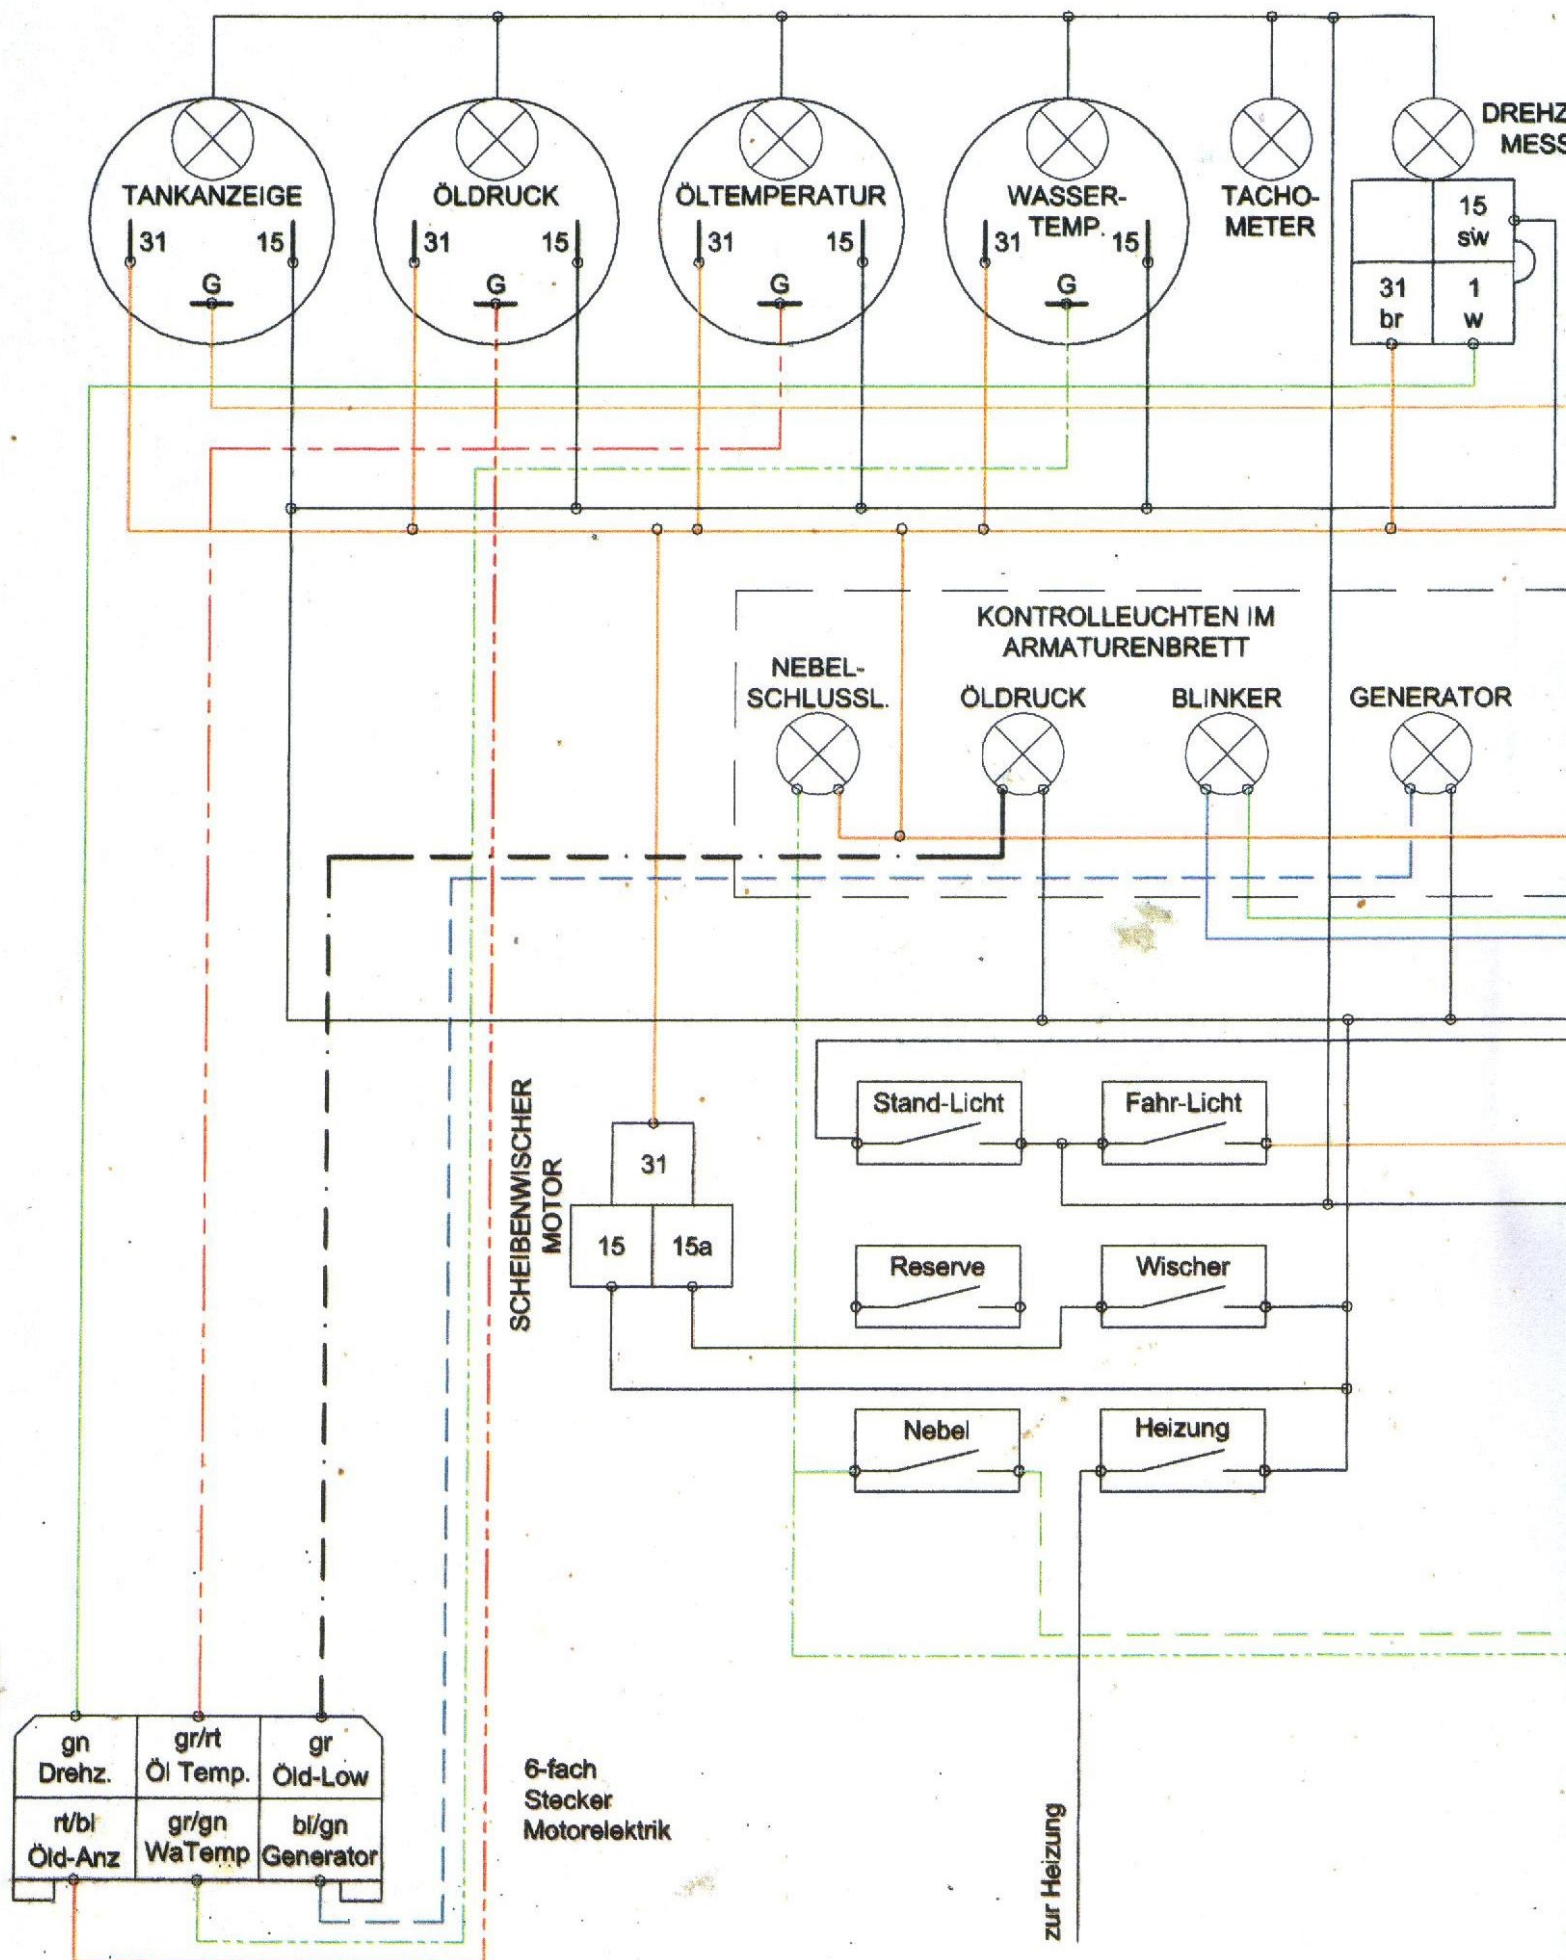 DREHZ
MESS
TANKANZEIGE
ÖLDRUCK
ÖLTEMPERATUR
WASSER-
TEMP.
TACHO-
METER
31
15
G
31
15
G
31
15
G
31
15
G
15
sw
31
br
1
w
KONTROLLEUCHTEN IM
ARMATURENBRETT
NEBEL-
SCHLUSSL.
ÖLDRUCK
BLINKER
GENERATOR
SCHEIBENWISCHER
MOTOR
31
15
15a
Stand-Licht
Fahr-Licht
Reserve
Wischer
Nebel
Heizung
gn
Drehz.
gr/rt
Öl Temp.
gr
Öld-Low
rt/bl
Öld-Anz
gr/gn
WaTemp
bl/gn
Generator
6-fach
Stecker
Motorelektrik
zur Heizung